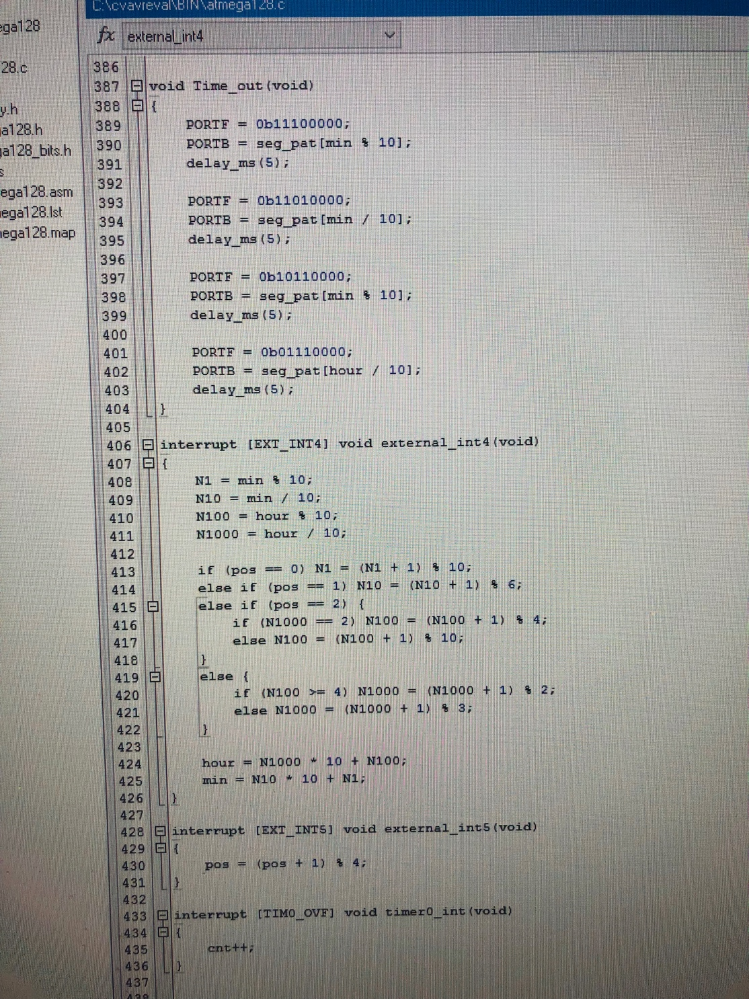 C:\cvavreval\BIN\atmega128.c
ega128
fx external_int4
28.c
y.h
ga128.h
ga128_bits.h
s
ega128.asm
ega128.lst
ega128.map
386
387 void Time_out(void)
388 {
389 PORTF = 0b11100000;
390 PORTB = seg_pat[min % 10];
391 delay_ms(5);
392
393 PORTF = 0b11010000;
394 PORTB = seg_pat[min / 10];
395 delay_ms(5);
396
397 PORTF = 0b10110000;
398 PORTB = seg_pat[min % 10];
399 delay_ms(5);
400
401 PORTF = 0b01110000;
402 PORTB = seg_pat[hour / 10];
403 delay_ms(5);
404 }
405
406 interrupt [EXT_INT4] void external_int4(void)
407 {
408 N1 = min % 10;
409 N10 = min / 10;
410 N100 = hour % 10;
411 N1000 = hour / 10;
412
413 if (pos == 0) N1 = (N1 + 1) % 10;
414 else if (pos == 1) N10 = (N10 + 1) % 6;
415 else if (pos == 2) {
416 if (N1000 == 2) N100 = (N100 + 1) % 4;
417 else N100 = (N100 + 1) % 10;
418 }
419 else {
420 if (N100 >= 4) N1000 = (N1000 + 1) % 2;
421 else N1000 = (N1000 + 1) % 3;
422 }
423
424 hour = N1000 * 10 + N100;
425 min = N10 * 10 + N1;
426 }
427
428 interrupt [EXT_INT5] void external_int5(void)
429 {
430 pos = (pos + 1) % 4;
431 }
432
433 interrupt [TIM0_OVF] void timer0_int(void)
434 {
435 cnt++;
436 }
437
438